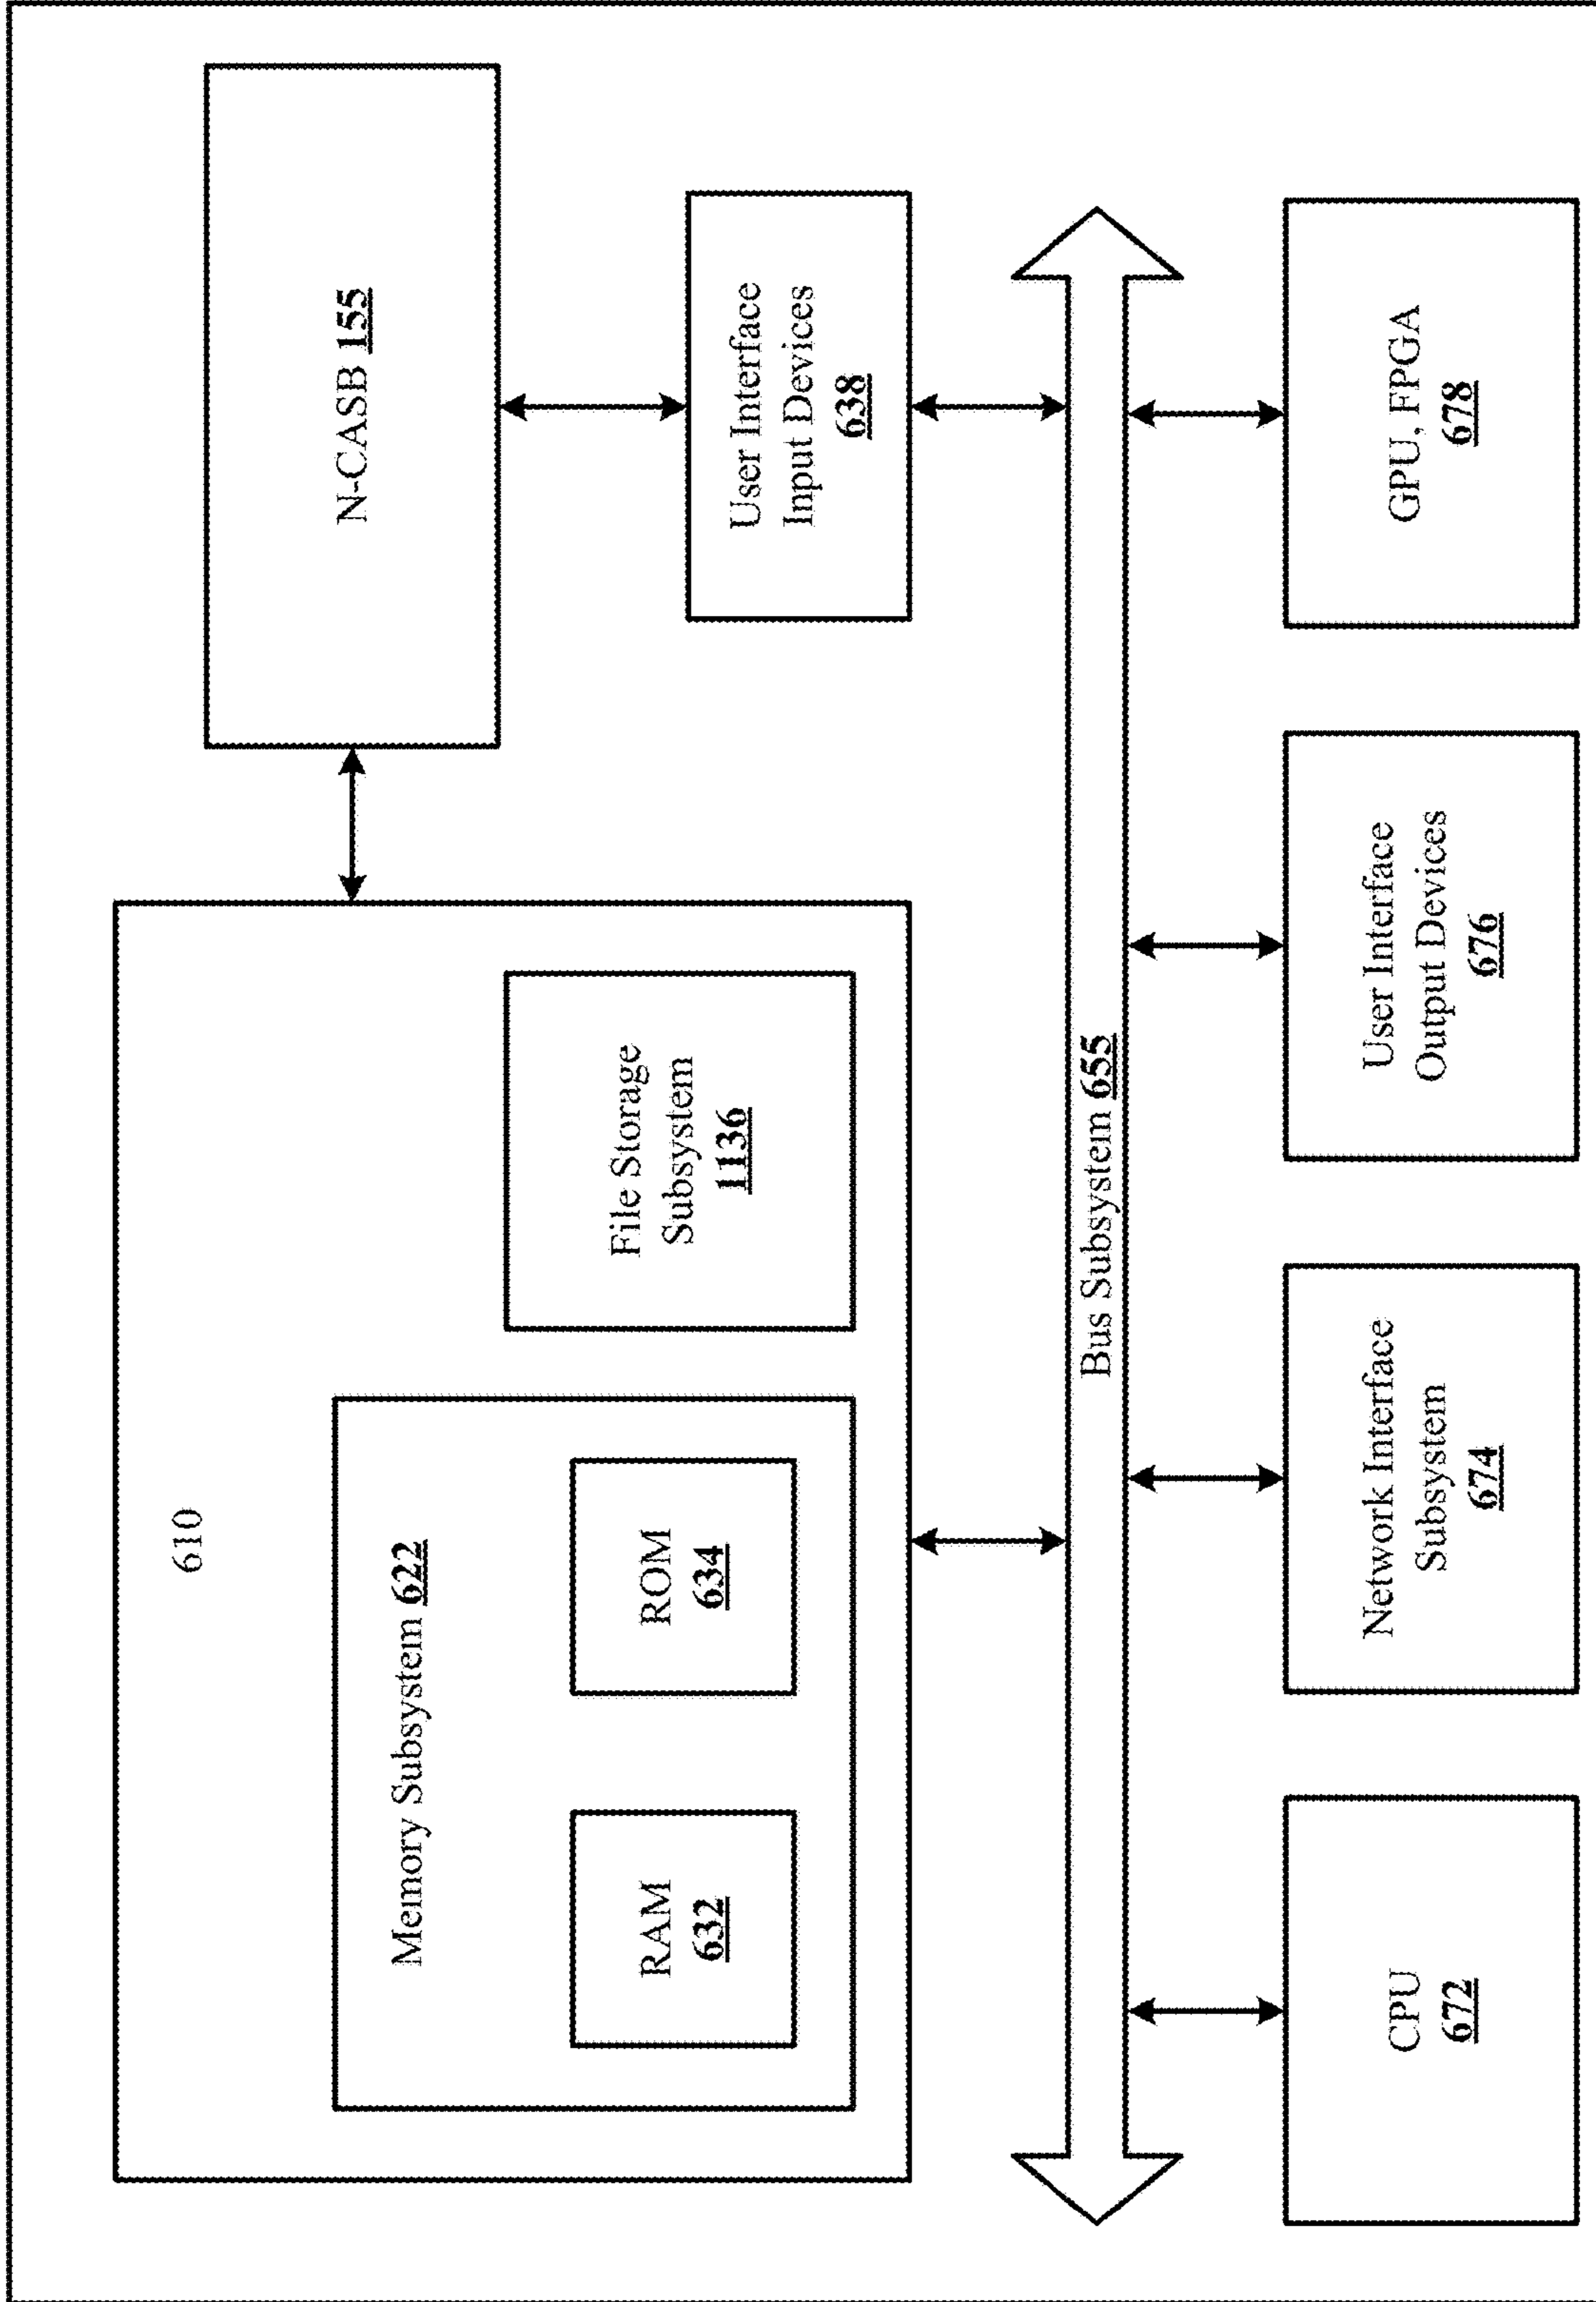 610
Memory Subsystem 622
RAM
632
ROM
634
File Storage
Subsystem
1136
N-CASB 155
User Interface
Input Devices
638
Bus Subsystem 655
CPU
672
Network Interface
Subsystem
674
User Interface
Output Devices
676
GPU, FPGA
678